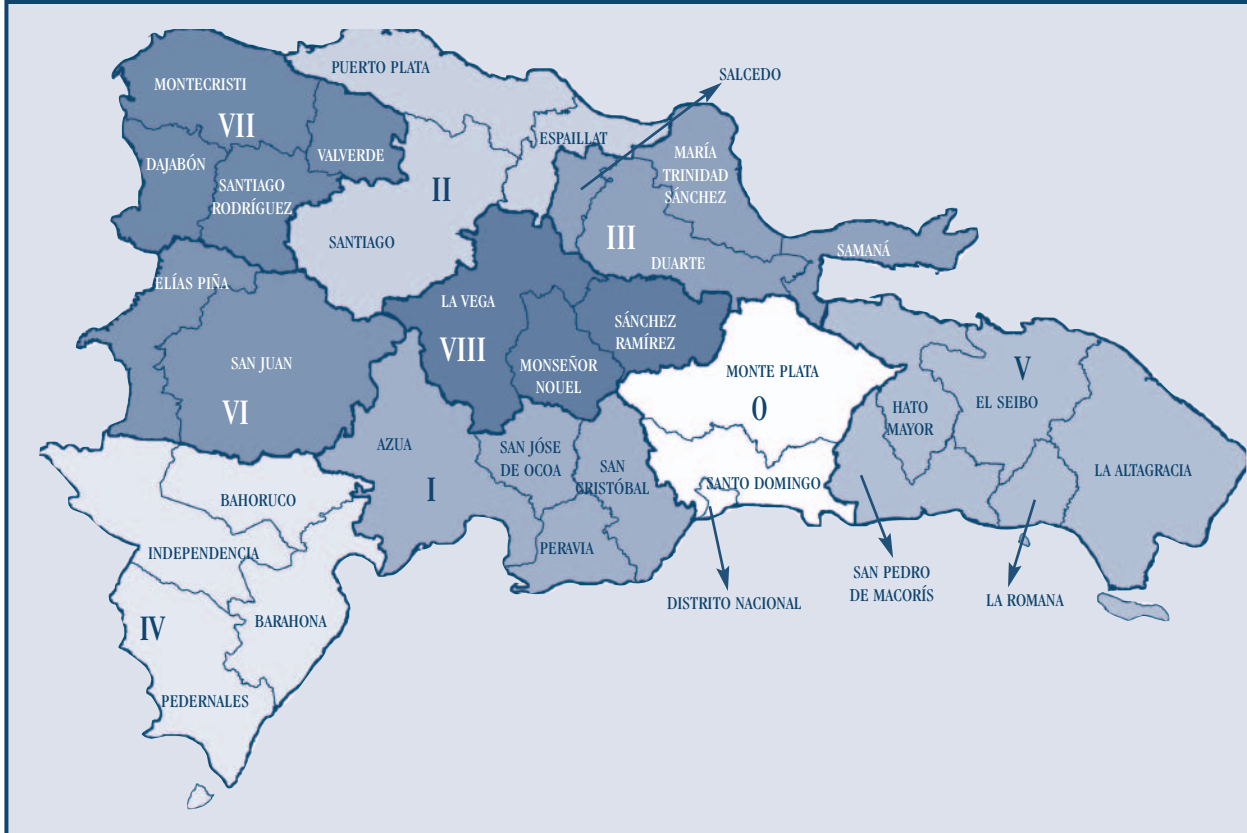 PUERTO PLATA
SALCEDO
MONTECRISTI
VII
ESPAILLAT
VALVERDE
MARÍA
TRINIDAD
SÁNCHEZ
DAJABÓN
SANTIAGO
RODRÍGUEZ
II
SANTIAGO
III
DUARTE
SAMANÁ
ELÍAS PIÑA
LA VEGA
VIII
SÁNCHEZ
RAMÍREZ
SAN JUAN
VI
MONSEÑOR
NOUEL
MONTE PLATA
0
V
EL SEIBO
HATO
MAYOR
AZUA
I
SAN JÓSE
DE OCOA
SAN
CRISTÓBAL
SANTO DOMINGO
LA ALTAGRACIA
BAHORUCO
INDEPENDENCIA
PERAVIA
SAN PEDRO
DE MACORÍS
LA ROMANA
DISTRITO NACIONAL
BARAHONA
IV
PEDERNALES